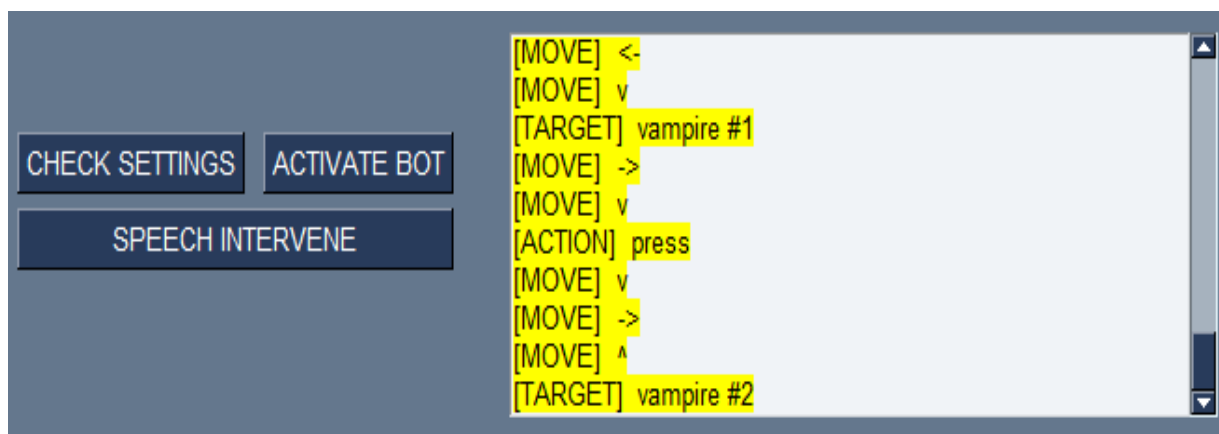 CHECK SETTINGS
ACTIVATE BOT
SPEECH INTERVENE
[MOVE] <-
[MOVE] v
[TARGET] vampire #1
[MOVE] ->
[MOVE] v
[ACTION] press
[MOVE] v
[MOVE] ->
[MOVE] ^
[TARGET] vampire #2